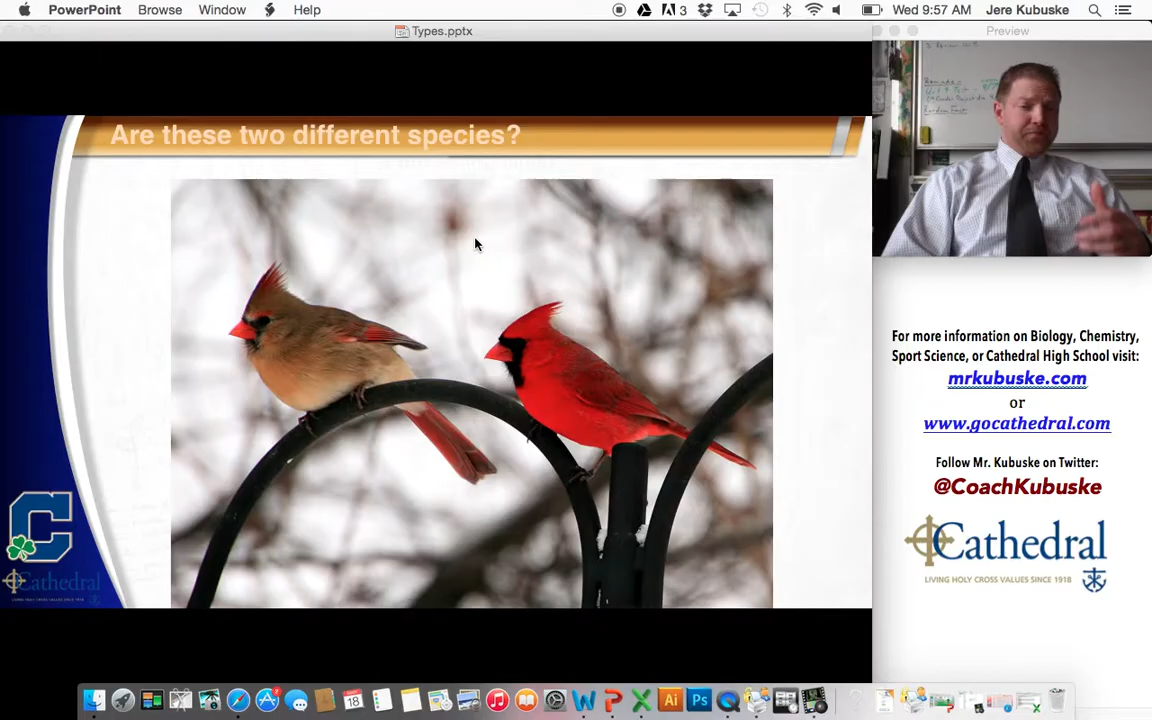 PowerPoint Browse Window Help
3 Wed 9:57 AM Jere Kubuske
Types.pptx
Preview
Are these two different species?
For more information on Biology, Chemistry,
Sport Science, or Cathedral High School visit:
mrkubuske.com
or
www.gocathedral.com
Follow Mr. Kubuske on Twitter:
@CoachKubuske
Cathedral
LIVING HOLY CROSS VALUES SINCE 1918
C
Cathedral
18